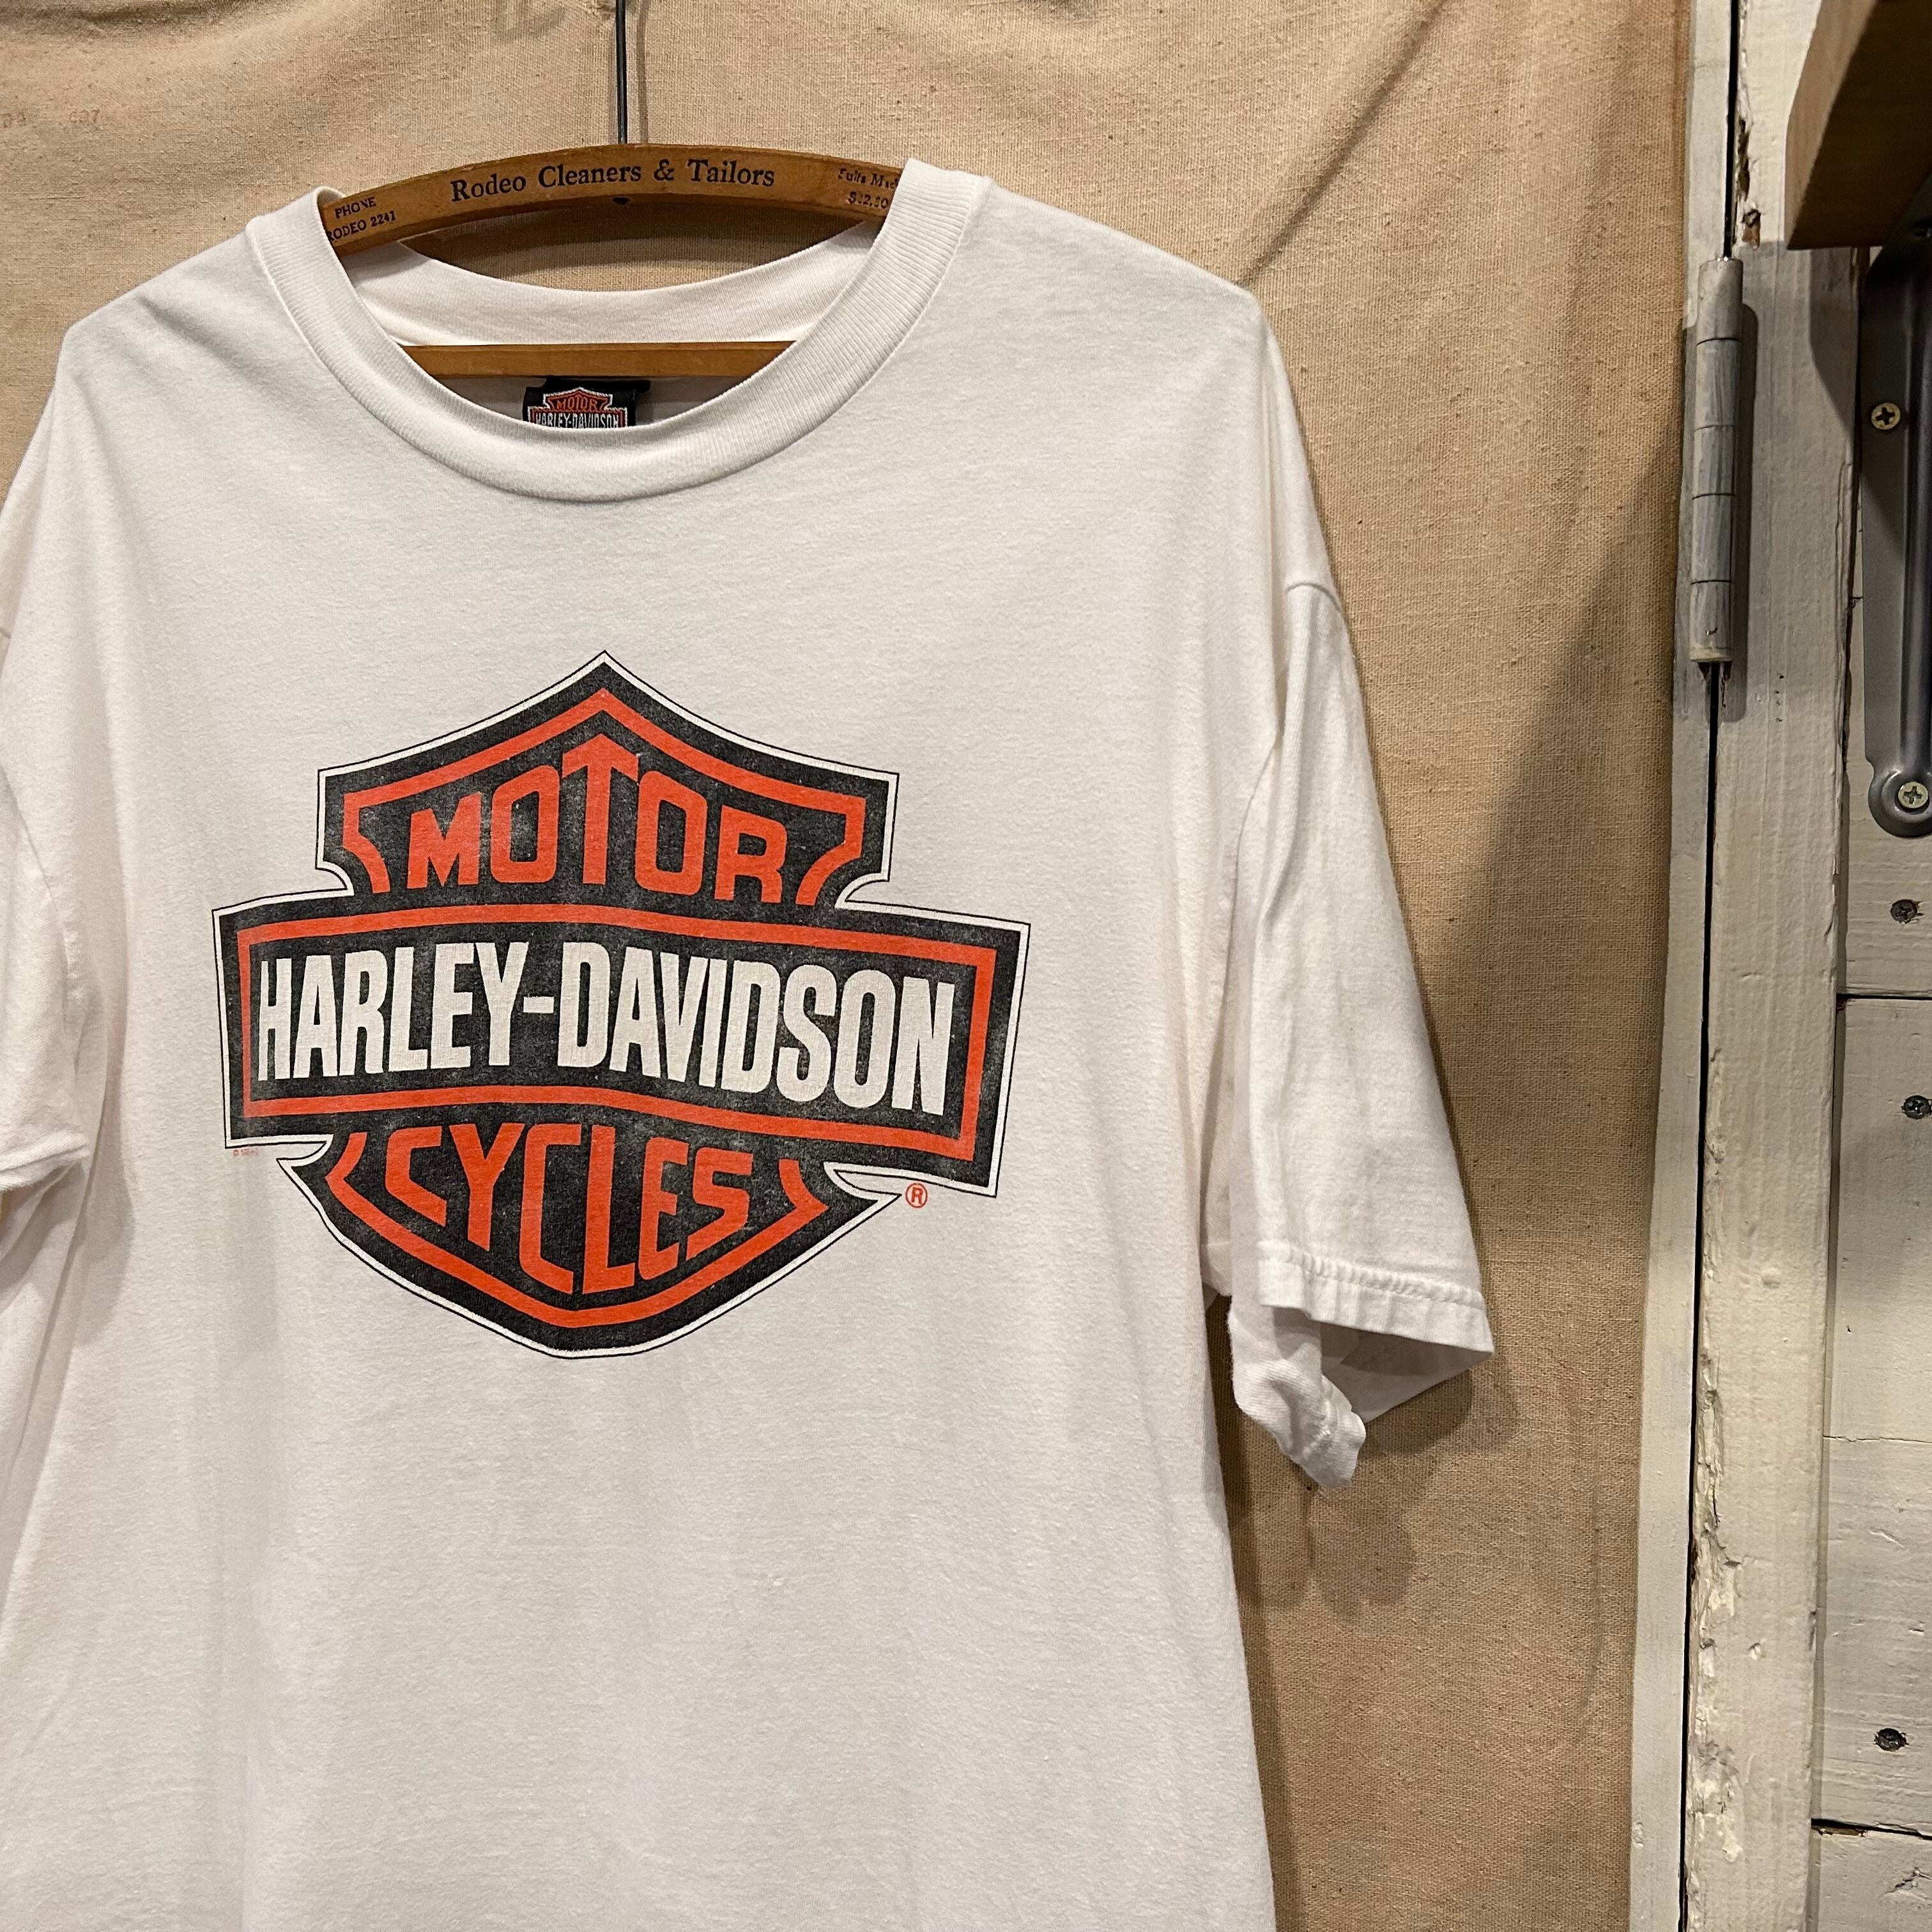 Rodeo Cleaners & Tailors
PHONE
RODEO 2241
MOTOR
HARLEY-DAVIDSON
MOTOR
HARLEY-DAVIDSON
CYCLES
®